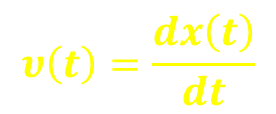 v(t) = dx(t)/dt